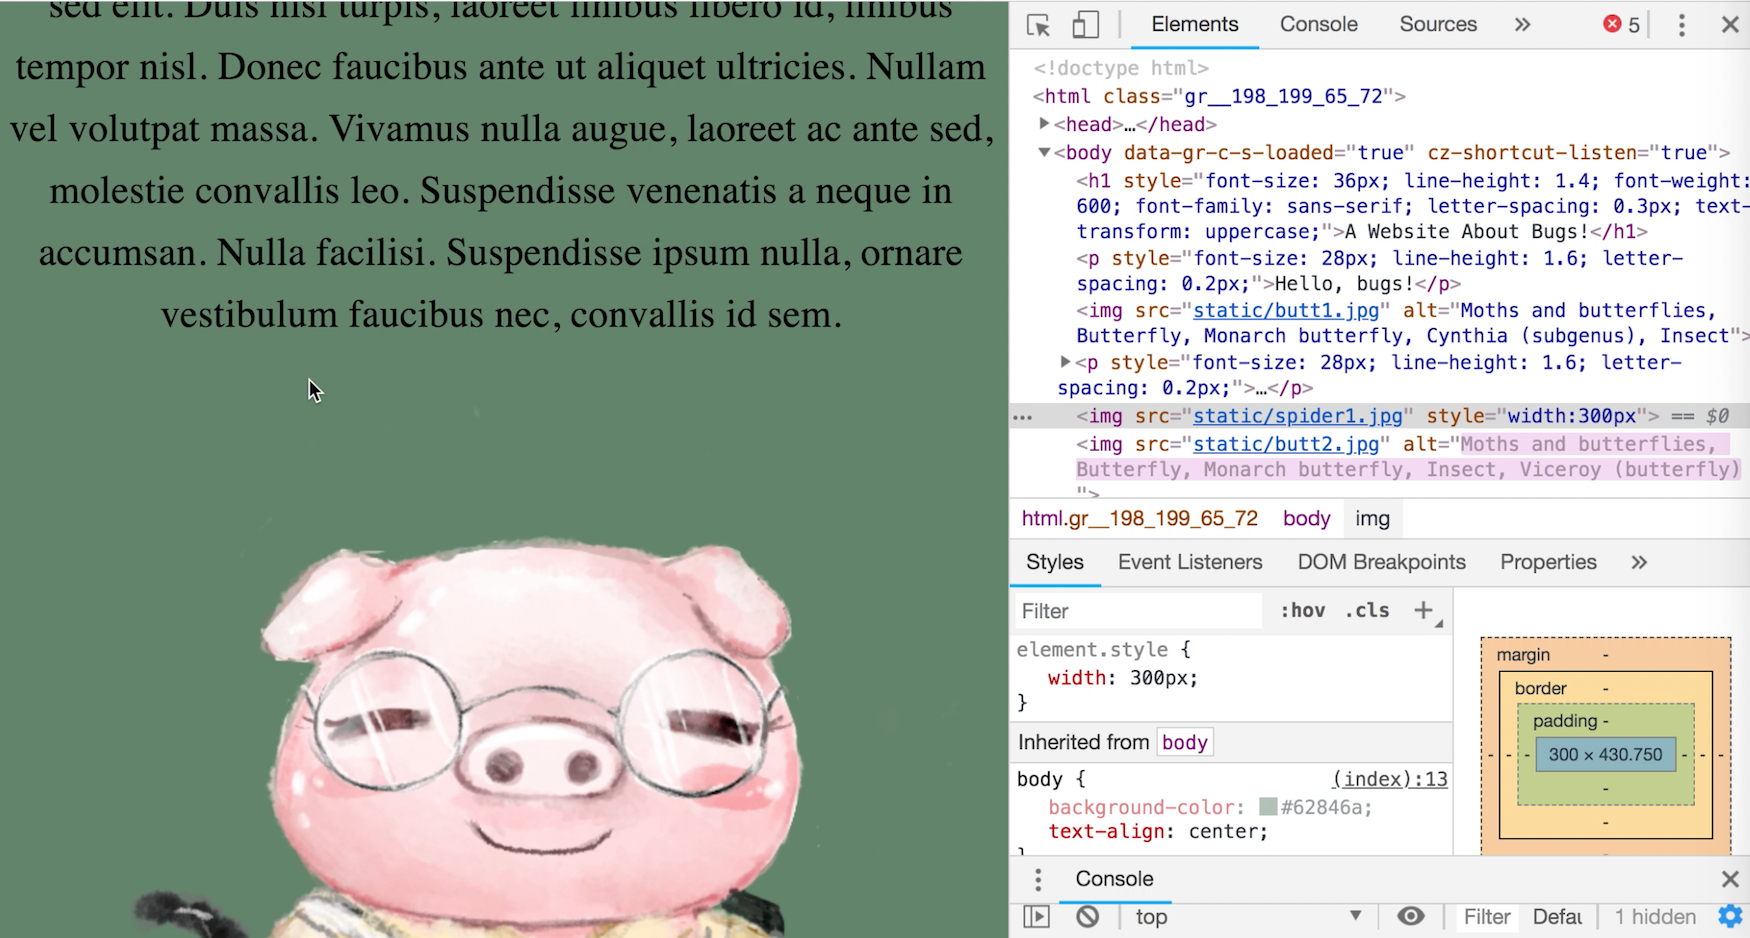 sed elit. Duis nisl turpis, laoreet finibus libero id, finibus
tempor nisl. Donec faucibus ante ut aliquet ultricies. Nullam
vel volutpat massa. Vivamus nulla augue, laoreet ac ante sed,
molestie convallis leo. Suspendisse venenatis a neque in
accumsan. Nulla facilisi. Suspendisse ipsum nulla, ornare
vestibulum faucibus nec, convallis id sem.
Elements Console Sources » 5
<!doctype html>
<html class="gr__198_199_65_72">
<head>…</head>
<body data-gr-c-s-loaded="true" cz-shortcut-listen="true">
<h1 style="font-size: 36px; line-height: 1.4; font-weight:
600; font-family: sans-serif; letter-spacing: 0.3px; text-
transform: uppercase;">A Website About Bugs!</h1>
<p style="font-size: 28px; line-height: 1.6; letter-
spacing: 0.2px;">Hello, bugs!</p>
<img src="static/butt1.jpg" alt="Moths and butterflies,
Butterfly, Monarch butterfly, Cynthia (subgenus), Insect">
<p style="font-size: 28px; line-height: 1.6; letter-
spacing: 0.2px;">…</p>
<img src="static/spider1.jpg" style="width:300px"> == $0
<img src="static/butt2.jpg" alt="Moths and butterflies,
Butterfly, Monarch butterfly, Insect, Viceroy (butterfly)
">
html.gr__198_199_65_72 body img
Styles Event Listeners DOM Breakpoints Properties »
Filter :hov .cls +
element.style {
width: 300px;
}
Inherited from body
body { (index):13
background-color: #62846a;
text-align: center;
}
margin -
border -
padding -
- - - 300 × 430.750 - - -
-
-
-
Console
top Filter Defau 1 hidden